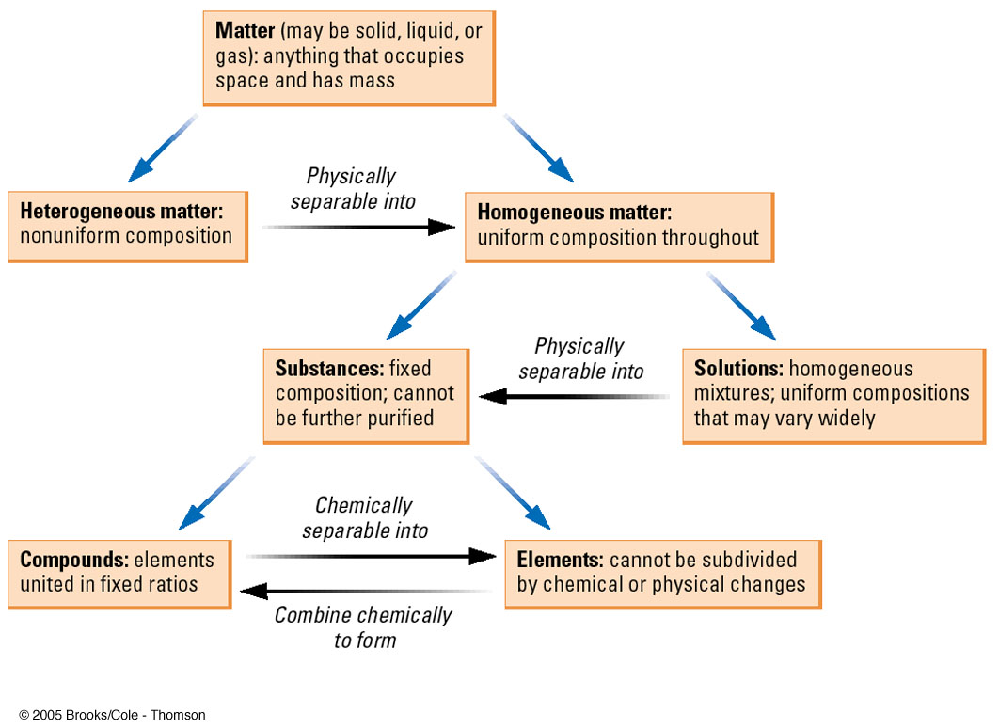 Matter (may be solid, liquid, or
gas): anything that occupies
space and has mass
Heterogeneous matter:
nonuniform composition
Physically
separable into
Homogeneous matter:
uniform composition throughout
Substances: fixed
composition; cannot
be further purified
Physically
separable into
Solutions: homogeneous
mixtures; uniform compositions
that may vary widely
Compounds: elements
united in fixed ratios
Chemically
separable into
Combine chemically
to form
Elements: cannot be subdivided
by chemical or physical changes
© 2005 Brooks/Cole - Thomson